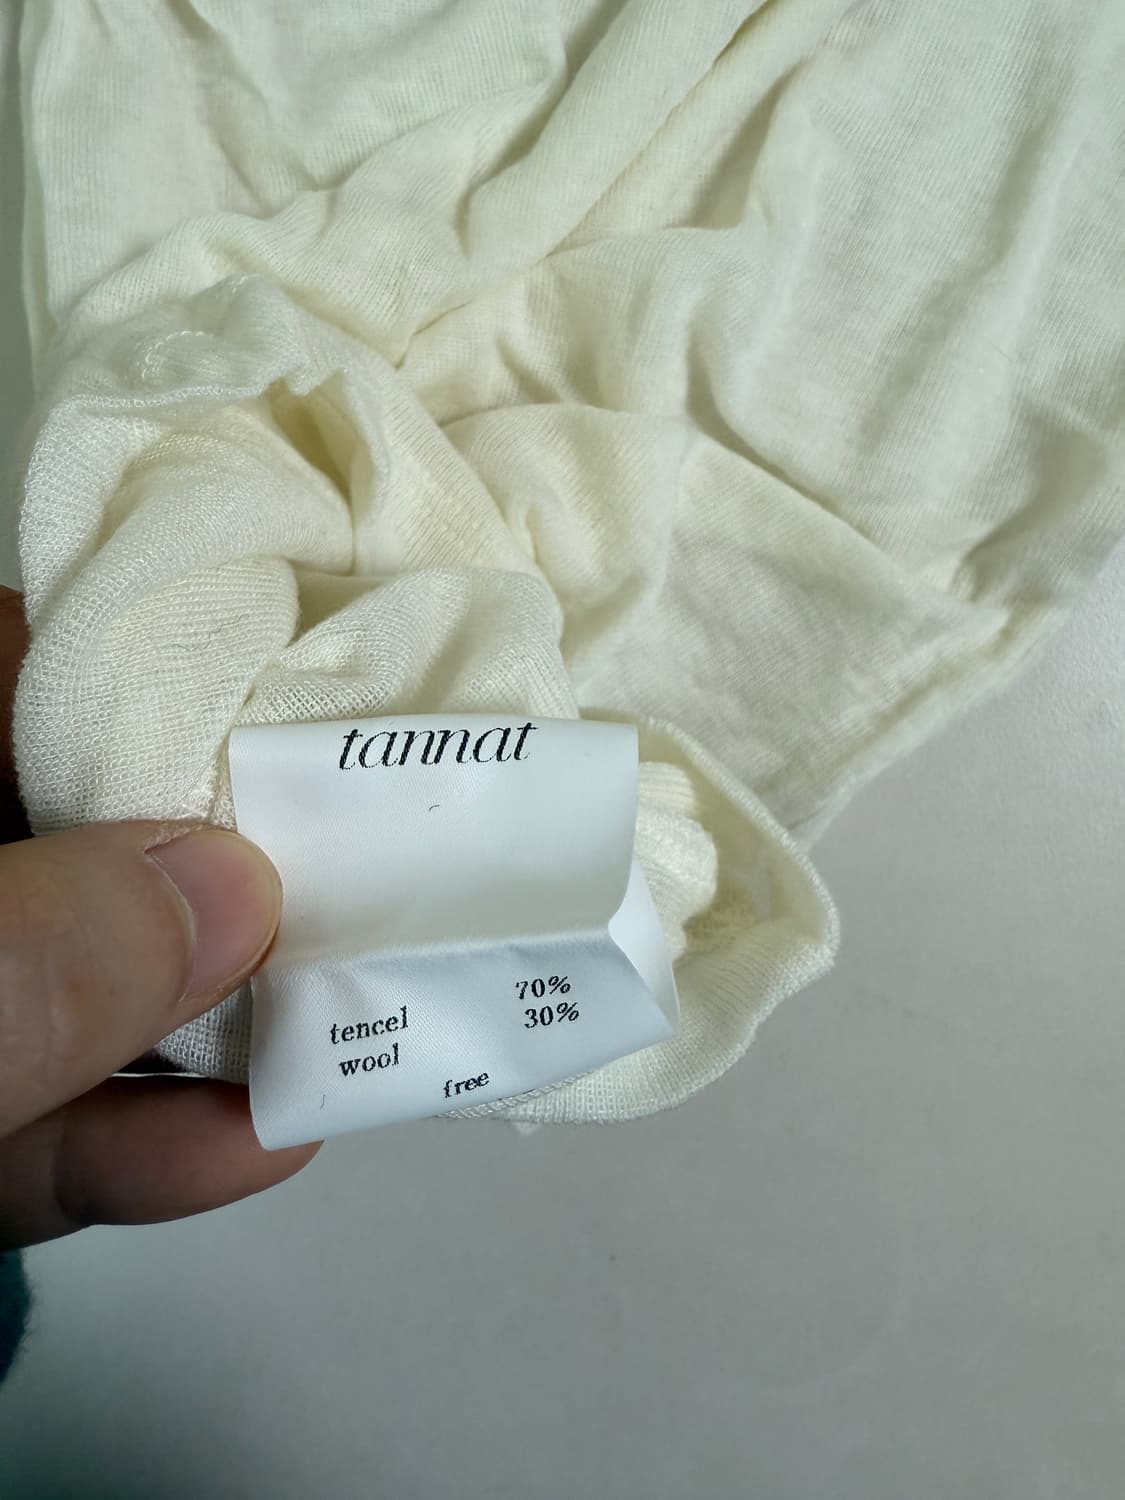 tannat
tencel 70%
wool 30%
free